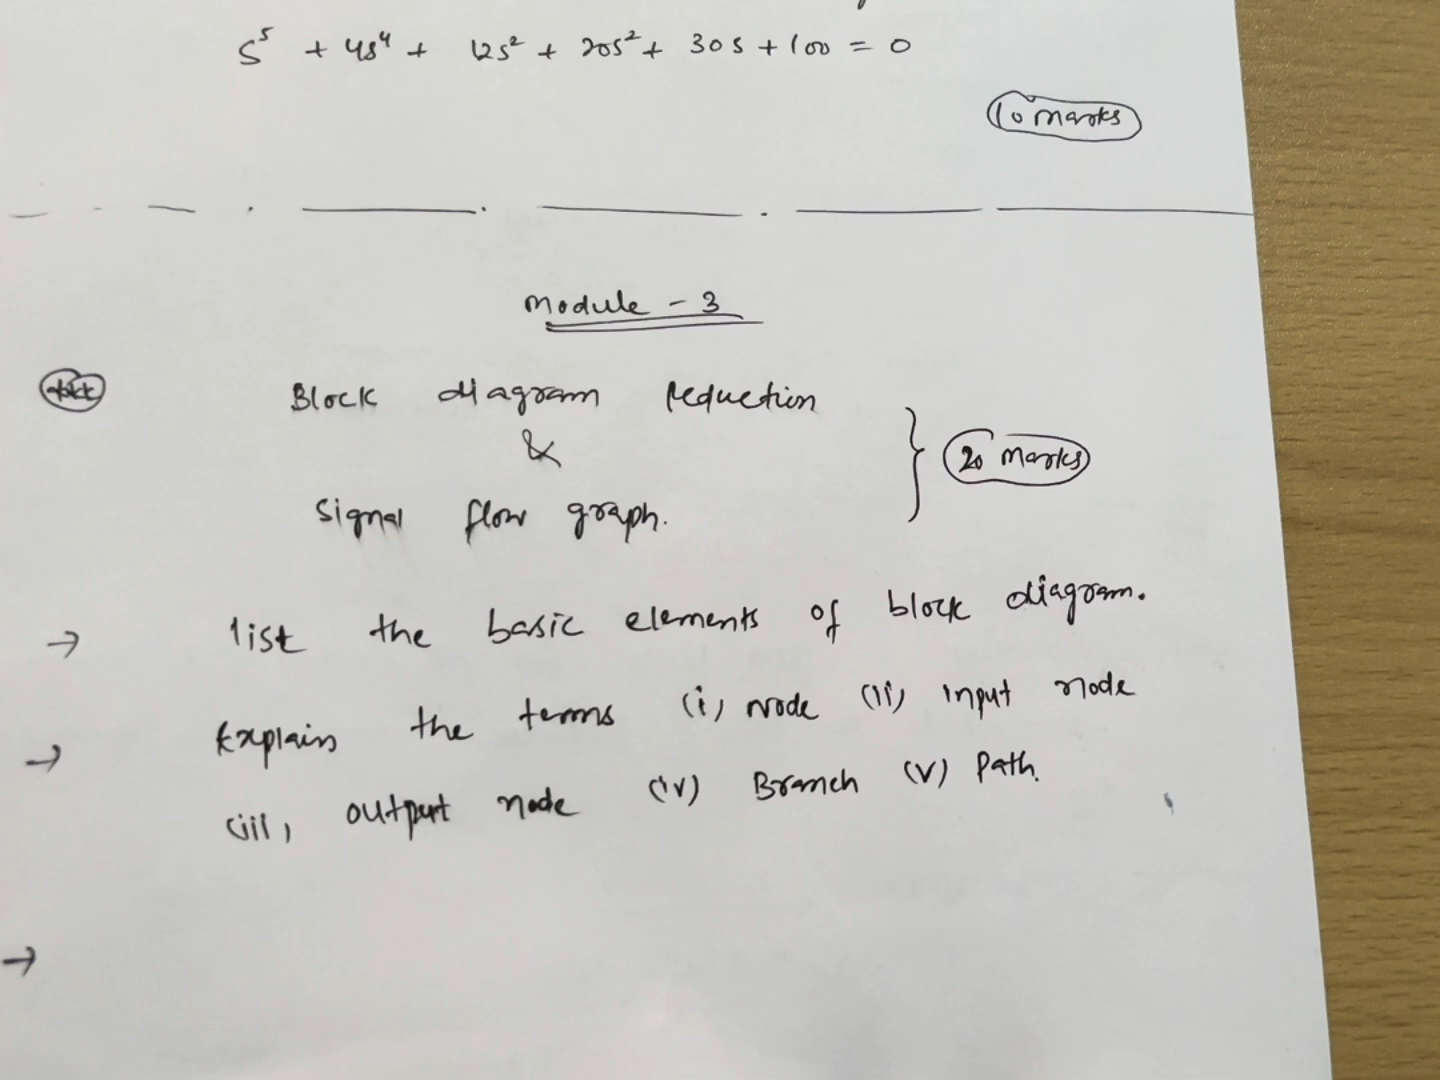 s⁵ + 4s⁴ + 12s² + 20s² + 30s + 100 = 0
10 marks
Module - 3
Block diagram reduction
&
signal flow graph.
20 marks
→ list the basic elements of block diagram.
→ Explain the terms (i) Node (ii) input node
(iii) output node (iv) Branch (v) Path.
→